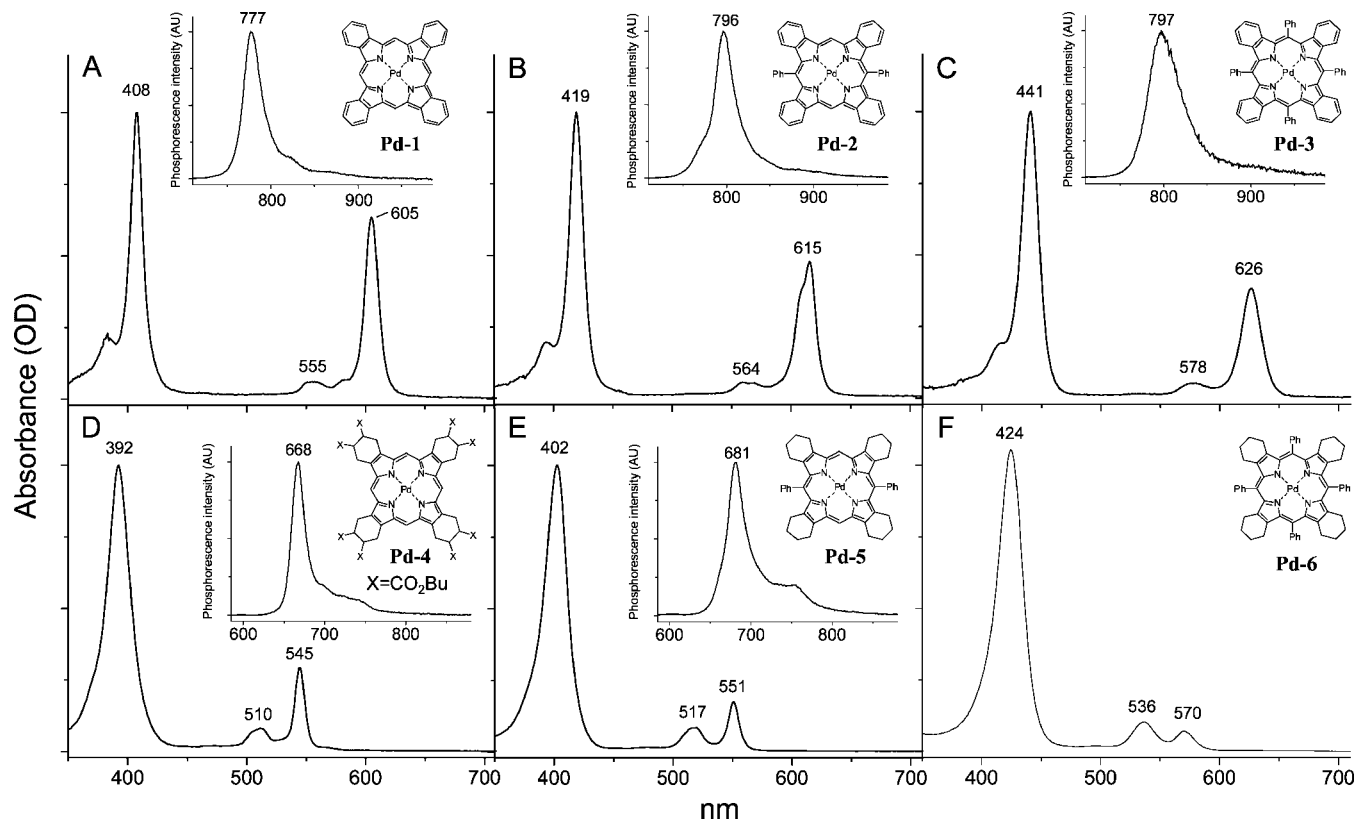 A
408
555
605
777
Phosphorescence intensity (AU)
800
900
N
N
Pd
N
N
Pd-1
B
419
564
615
796
Phosphorescence intensity (AU)
800
900
Ph
N
N
Pd
N
N
Ph
Pd-2
C
441
578
626
797
Phosphorescence intensity (AU)
800
900
Ph
Ph
N
N
Pd
N
N
Ph
Ph
Pd-3
Absorbance (OD)
D
392
510
545
668
Phosphorescence intensity (AU)
600
700
800
X
X
X
X
N
N
Pd
N
N
X
X
X
X
Pd-4
X=CO₂Bu
400
500
600
700
E
402
517
551
681
Phosphorescence intensity (AU)
600
700
800
Ph
N
N
Pd
N
N
Ph
Pd-5
400
500
600
700
F
424
536
570
Ph
Ph
N
N
Pd
N
N
Ph
Ph
Pd-6
400
500
600
700
nm